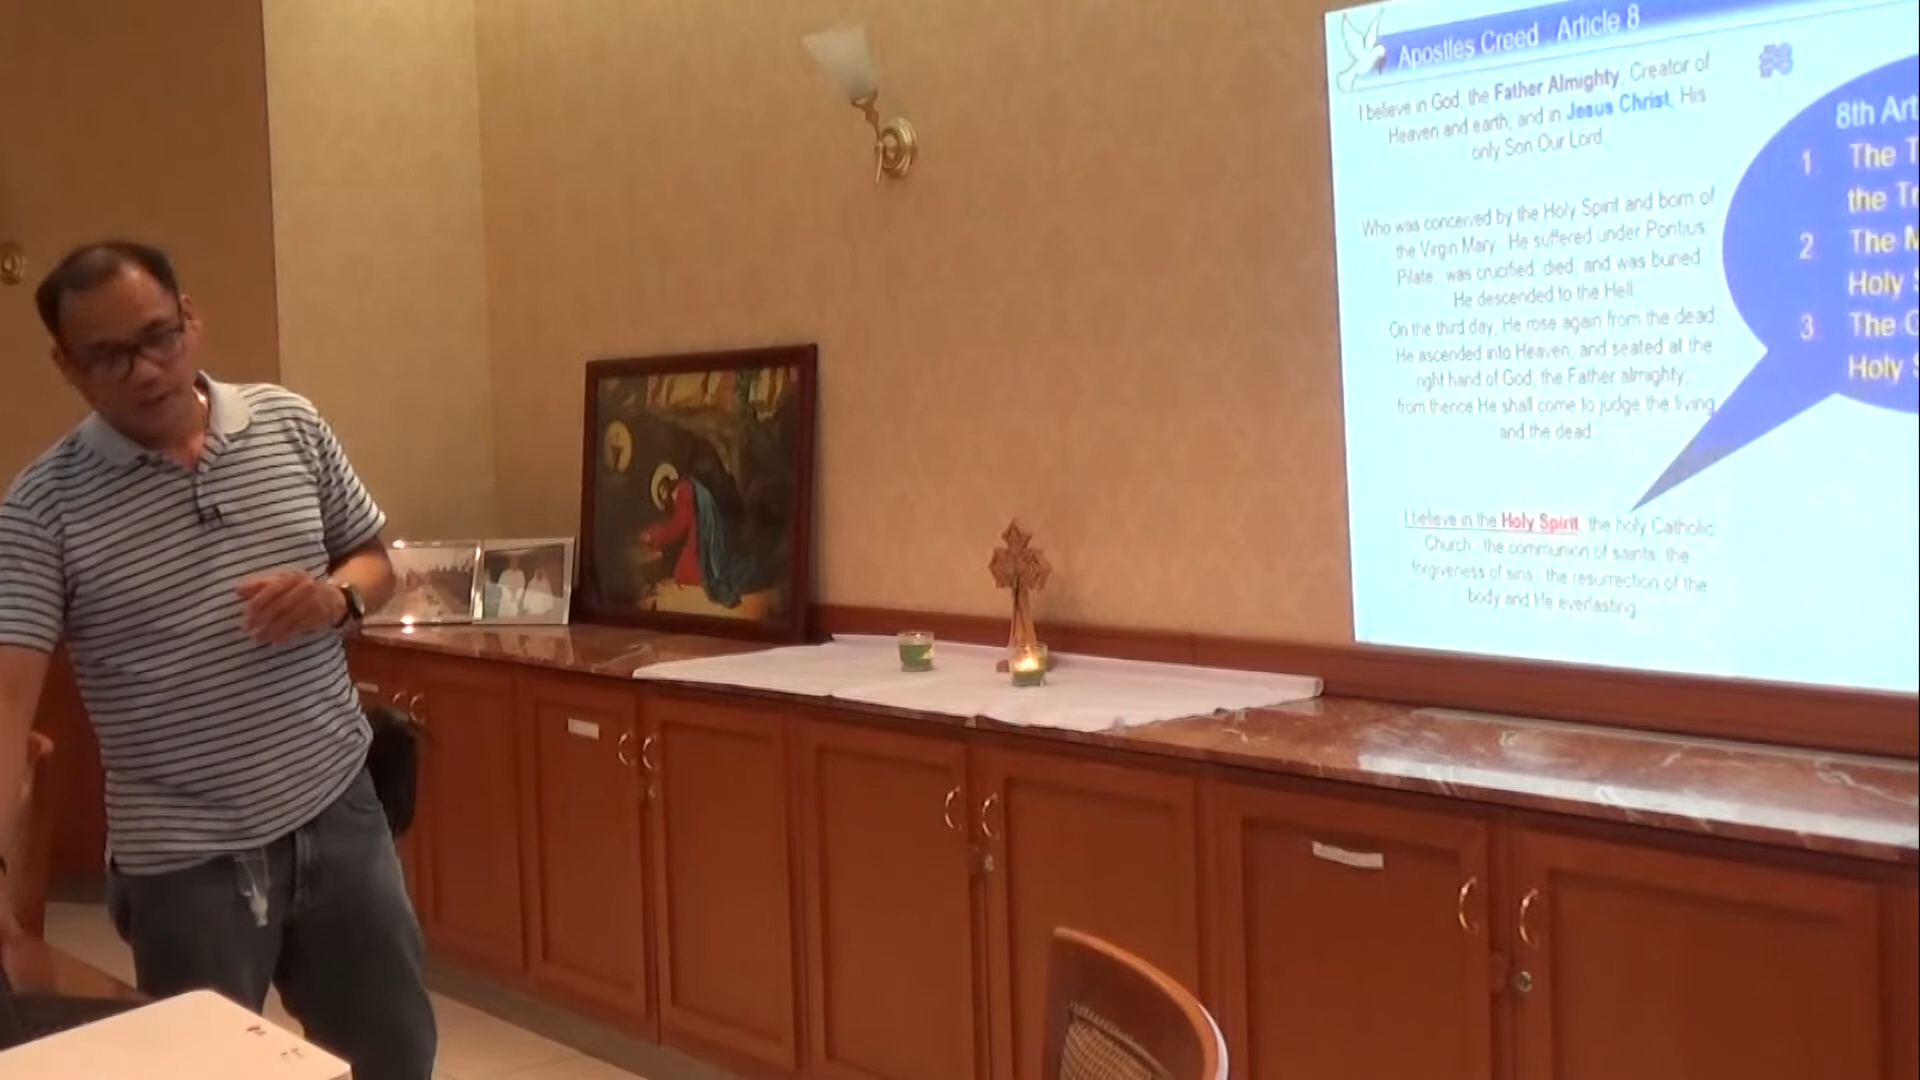 Apostles Creed : Article 8
#8
I believe in God, the Father Almighty, Creator of
Heaven and earth, and in Jesus Christ, His
only Son Our Lord,
Who was conceived by the Holy Spirit and born of
the Virgin Mary. He suffered under Pontius
Pilate, was crucified, died, and was buried.
He descended to the Hell.
On the third day, He rose again from the dead.
He ascended into Heaven, and seated at the
right hand of God, the Father almighty;
from thence He shall come to judge the living
and the dead.
I believe in the Holy Spirit, the holy Catholic
Church, the communion of saints, the
forgiveness of sins, the resurrection of the
body and life everlasting.
8th Art
1 The T
the Tr
2 The M
Holy S
3 The G
Holy S